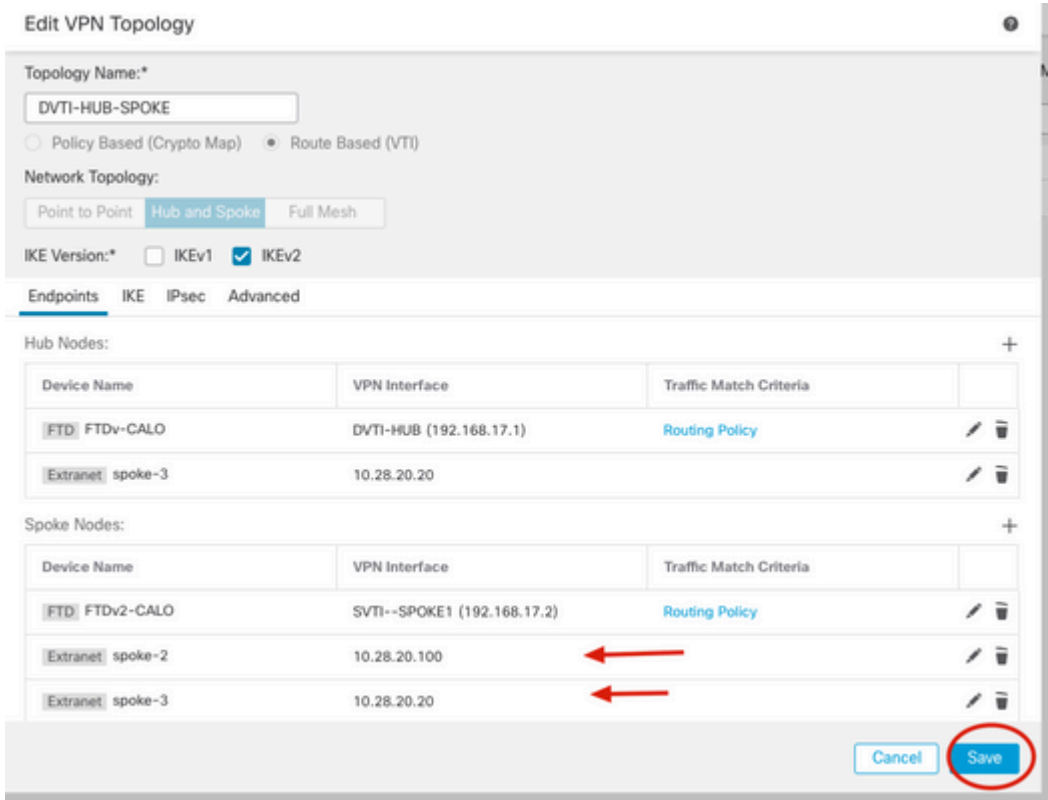 Edit VPN Topology
Topology Name:*
DVTI-HUB-SPOKE
Policy Based (Crypto Map) Route Based (VTI)
Network Topology:
Point to Point Hub and Spoke Full Mesh
IKE Version:* IKEv1 IKEv2
Endpoints IKE IPsec Advanced
Hub Nodes:
Device Name VPN Interface Traffic Match Criteria
FTD FTDv-CALO DVTI-HUB (192.168.17.1) Routing Policy
Extranet spoke-3 10.28.20.20
Spoke Nodes:
Device Name VPN Interface Traffic Match Criteria
FTD FTDv2-CALO SVTI--SPOKE1 (192.168.17.2) Routing Policy
Extranet spoke-2 10.28.20.100
Extranet spoke-3 10.28.20.20
Cancel Save